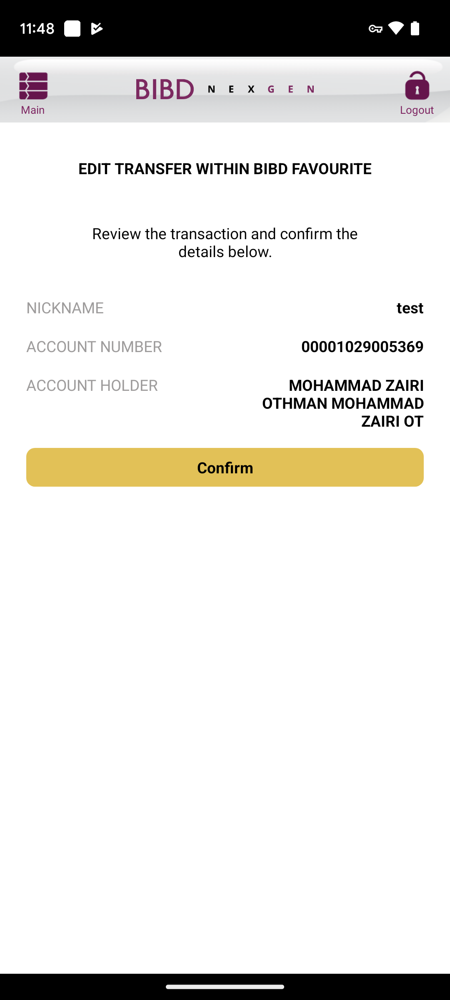 11:48
BIBD NEXGEN
Main
Logout
EDIT TRANSFER WITHIN BIBD FAVOURITE
Review the transaction and confirm the
details below.
NICKNAME test
ACCOUNT NUMBER 00001029005369
ACCOUNT HOLDER MOHAMMAD ZAIRI
OTHMAN MOHAMMAD
ZAIRI OT
Confirm